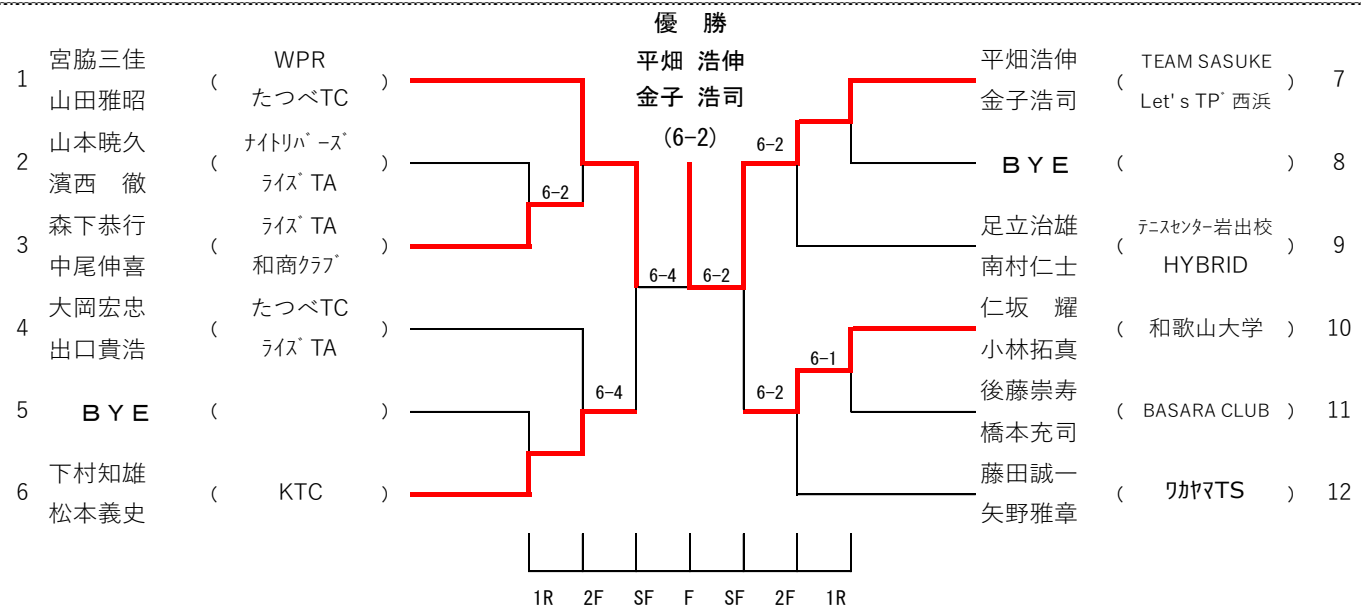 優　勝
平畑 浩伸
金子 浩司
(6-2)
1 宮脇三佳 ( WPR )
山田雅昭 たつべTC
2 山本暁久 ( ﾅｲﾄﾘﾊﾞｰｽﾞ )
濱西　徹 ﾗｲｽﾞTA
6-2
3 森下恭行 ( ﾗｲｽﾞTA )
中尾伸喜 和商ｸﾗﾌﾞ
6-4
4 大岡宏忠 ( たつべTC )
出口貴浩 ﾗｲｽﾞTA
6-4
5 ＢＹＥ ( )
6 下村知雄 ( KTC )
松本義史
平畑浩伸 ( TEAM SASUKE ) 7
金子浩司 Let's TPﾞ西浜
6-2
ＢＹＥ ( ) 8
足立治雄 ( ﾃﾆｽｾﾝﾀｰ岩出校 ) 9
南村仁士 HYBRID
6-2
仁坂　耀 ( 和歌山大学 ) 10
小林拓真
6-1
後藤崇寿 ( BASARA CLUB ) 11
橋本充司
6-2
藤田誠一 ( ﾜｶﾔﾏTS ) 12
矢野雅章
1R 2F SF F SF 2F 1R